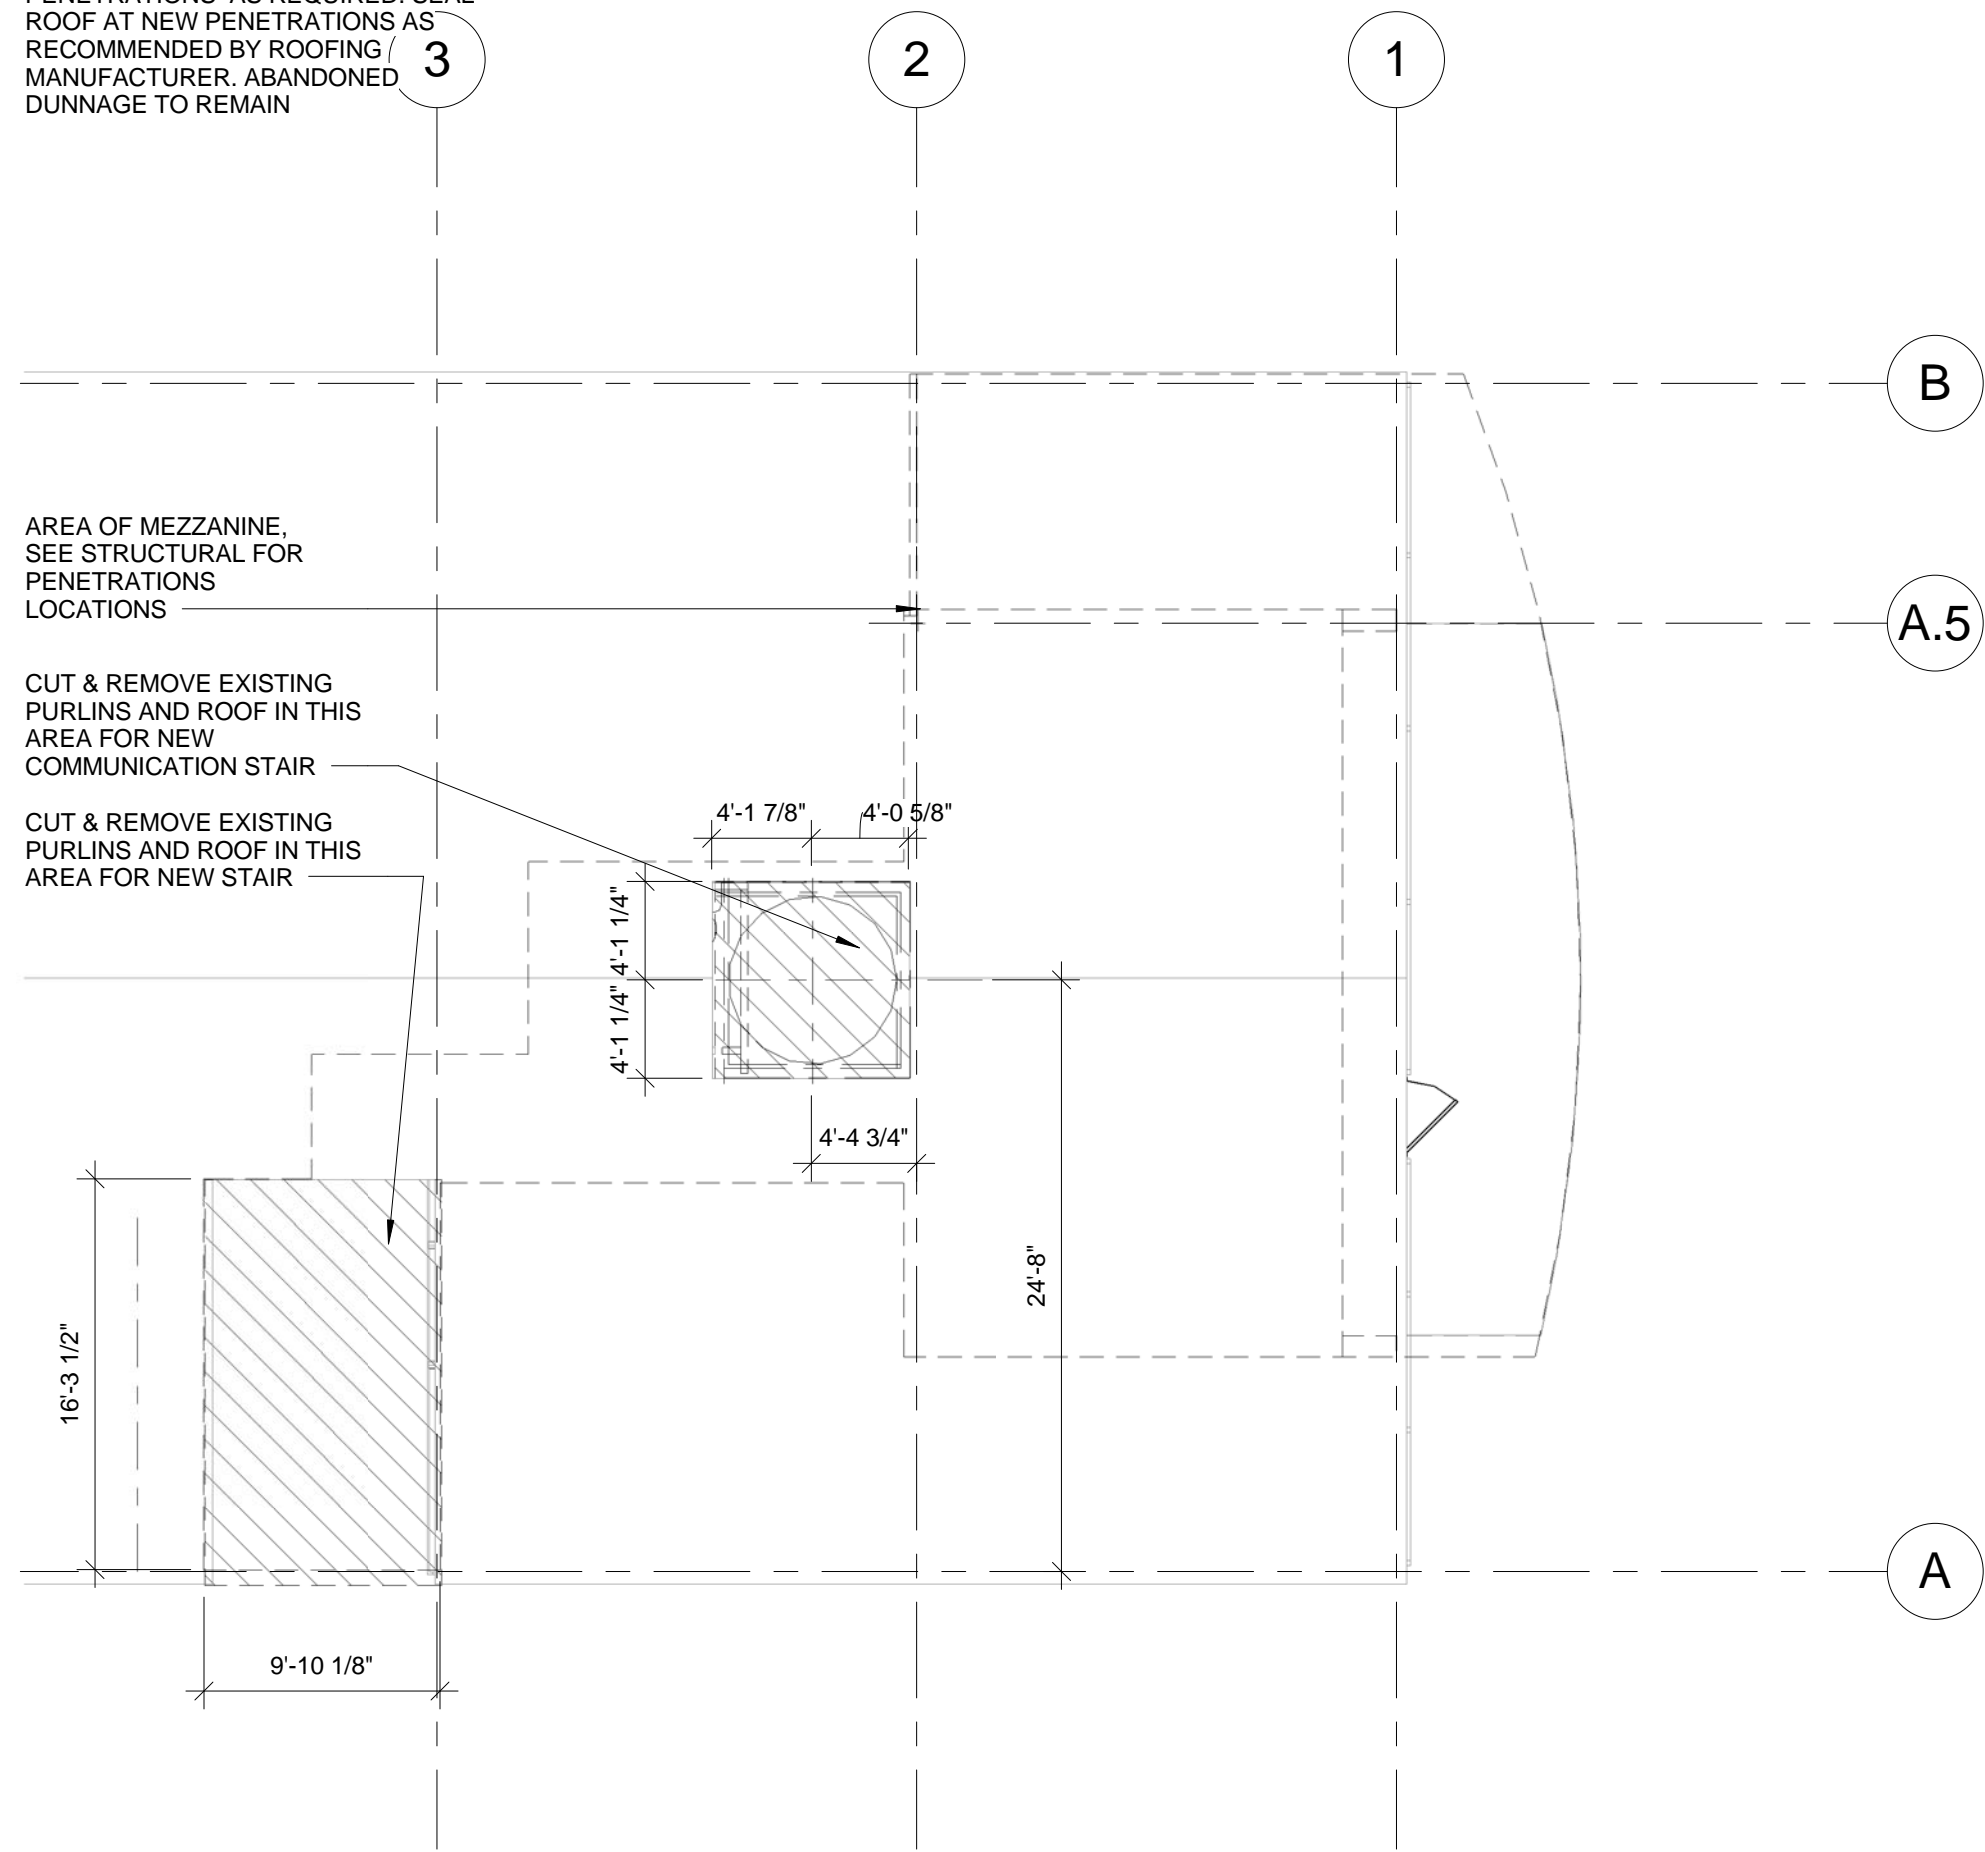 PENETRATIONS AS REQUIRED. SEAL
ROOF AT NEW PENETRATIONS AS
RECOMMENDED BY ROOFING
MANUFACTURER. ABANDONED
DUNNAGE TO REMAIN
3
2
1
B
AREA OF MEZZANINE,
SEE STRUCTURAL FOR
PENETRATIONS
LOCATIONS
A.5
CUT & REMOVE EXISTING
PURLINS AND ROOF IN THIS
AREA FOR NEW
COMMUNICATION STAIR
CUT & REMOVE EXISTING
PURLINS AND ROOF IN THIS
AREA FOR NEW STAIR
4'-1 7/8"
4'-0 5/8"
4'-1 1/4"
4'-1 1/4"
4'-4 3/4"
24'-8"
16'-3 1/2"
9'-10 1/8"
A